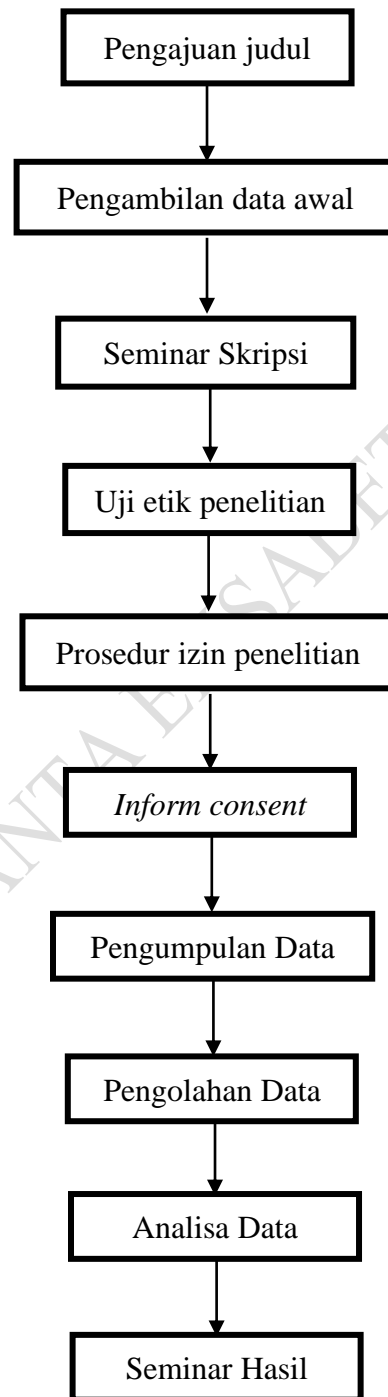 Pengajuan judul
Pengambilan data awal
Seminar Skripsi
Uji etik penelitian
Prosedur izin penelitian
Inform consent
Pengumpulan Data
Pengolahan Data
Analisa Data
Seminar Hasil